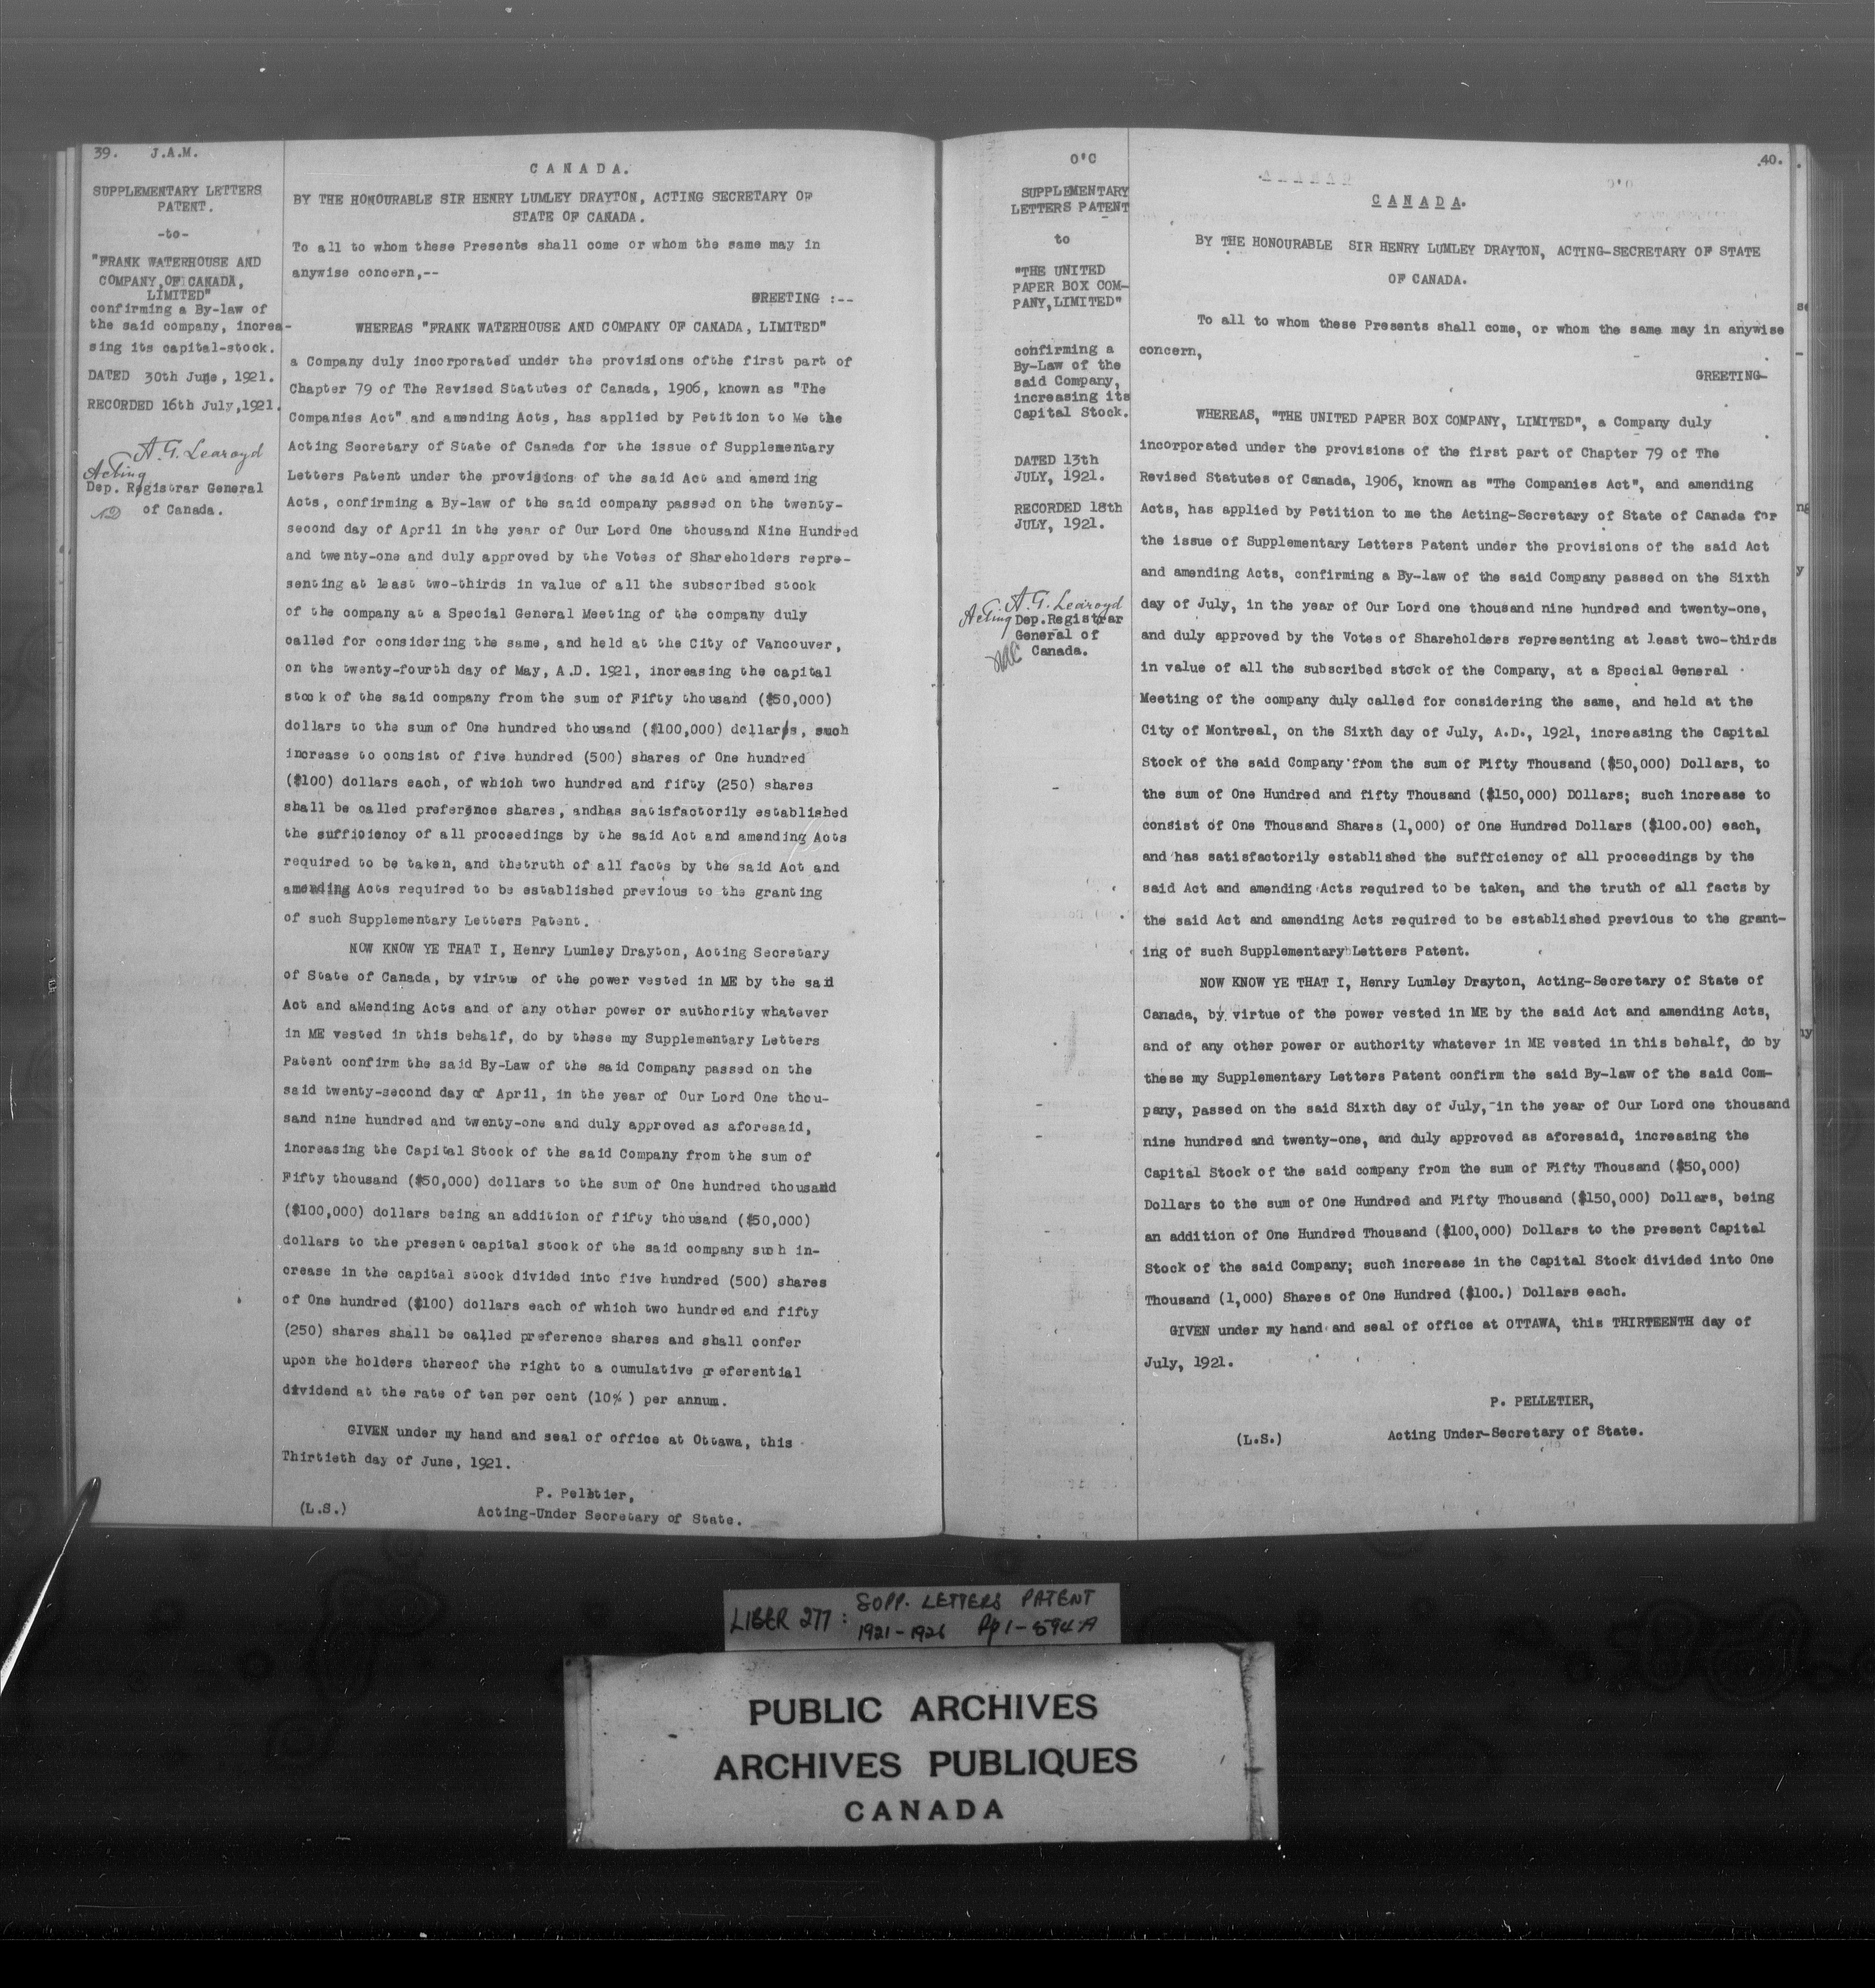 39. J.A.M.
SUPPLEMENTARY LETTERS
PATENT.
-to-
"FRANK WATERHOUSE AND
COMPANY, OF CANADA,
LIMITED"
confirming a By-law of
the said company, increa-
sing its capital-stock.
DATED 30th June, 1921.
RECORDED 16th July, 1921.
A. G. Learoyd
Acting
Dep. Registrar General
of Canada.
CANADA.
BY THE HONOURABLE SIR HENRY LUMLEY DRAYTON, ACTING SECRETARY OF
STATE OF CANADA.
To all to whom these Presents shall come or whom the same may in
anywise concern,--
GREETING :--
WHEREAS "FRANK WATERHOUSE AND COMPANY OF CANADA, LIMITED"
a Company duly incorporated under the provisions ofthe first part of
Chapter 79 of The Revised Statutes of Canada, 1906, known as "The
Companies Act" and amending Acts, has applied by Petition to Me the
Acting Secretary of State of Canada for the issue of Supplementary
Letters Patent under the provisions of the said Act and amending
Acts, confirming a By-law of the said company passed on the twenty-
second day of April in the year of Our Lord One thousand Nine Hundred
and twenty-one and duly approved by the Votes of Shareholders repre-
senting at least two-thirds in value of all the subscribed stock
of the company at a Special General Meeting of the company duly
called for considering the same, and held at the City of Vancouver,
on the twenty-fourth day of May, A.D. 1921, increasing the capital
stock of the said company from the sum of Fifty thousand ($50,000)
dollars to the sum of One hundred thousand ($100,000) dollars, such
increase to consist of five hundred (500) shares of One hundred
($100) dollars each, of which two hundred and fifty (250) shares
shall be called preference shares, andhas satisfactorily established
the sufficiency of all proceedings by the said Act and amending Acts
required to be taken, and thetruth of all facts by the said Act and
amending Acts required to be established previous to the granting
of such Supplementary Letters Patent.
NOW KNOW YE THAT I, Henry Lumley Drayton, Acting Secretary
of State of Canada, by virtue of the power vested in ME by the said
Act and aMending Acts and of any other power or authority whatever
in ME vested in this behalf, do by these my Supplementary Letters
Patent confirm the said By-Law of the said Company passed on the
said twenty-second day of April, in the year of Our Lord One thou-
sand nine hundred and twenty-one and duly approved as aforesaid,
increasing the Capital Stock of the said Company from the sum of
Fifty thousand ($50,000) dollars to the sum of One hundred thousand
($100,000) dollars being an addition of fifty thousand ($50,000)
dollars to the present capital stock of the said company such in-
crease in the capital stock divided into five hundred (500) shares
of One hundred ($100) dollars each of which two hundred and fifty
(250) shares shall be called preference shares and shall confer
upon the holders thereof the right to a cumulative preferential
dividend at the rate of ten per cent (10%) per annum.
GIVEN under my hand and seal of office at Ottawa, this
Thirtieth day of June, 1921.
P. Pelletier,
(L.S.) Acting-Under Secretary of State.
O'C
SUPPLEMENTARY
LETTERS PATENT
to
"THE UNITED
PAPER BOX COM-
PANY, LIMITED"
confirming a
By-Law of the
said Company,
increasing its
Capital Stock.
DATED 13th
JULY, 1921.
RECORDED 18th
JULY, 1921.
A. G. Learoyd
Acting Dep. Registrar
General of
Canada.
40.
CANADA.
BY THE HONOURABLE SIR HENRY LUMLEY DRAYTON, ACTING-SECRETARY OF STATE
OF CANADA.
To all to whom these Presents shall come, or whom the same may in anywise
concern,
GREETING-
WHEREAS, "THE UNITED PAPER BOX COMPANY, LIMITED", a Company duly
incorporated under the provisions of the first part of Chapter 79 of The
Revised Statutes of Canada, 1906, known as "The Companies Act", and amending
Acts, has applied by Petition to me the Acting-Secretary of State of Canada for
the issue of Supplementary Letters Patent under the provisions of the said Act
and amending Acts, confirming a By-law of the said Company passed on the Sixth
day of July, in the year of Our Lord one thousand nine hundred and twenty-one,
and duly approved by the Votes of Shareholders representing at least two-thirds
in value of all the subscribed stock of the Company, at a Special General
Meeting of the company duly called for considering the same, and held at the
City of Montreal, on the Sixth day of July, A.D., 1921, increasing the Capital
Stock of the said Company from the sum of Fifty Thousand ($50,000) Dollars, to
the sum of One Hundred and fifty Thousand ($150,000) DOllars; such increase to
consist of One Thousand Shares (1,000) of One Hundred Dollars ($100.00) each,
and has satisfactorily established the sufficiency of all proceedings by the
said Act and amending Acts required to be taken, and the truth of all facts by
the said Act and amending Acts required to be established previous to the grant-
ing of such Supplementary Letters Patent.
NOW KNOW YE THAT I, Henry Lumley Drayton, Acting-Secretary of State of
Canada, by virtue of the power vested in ME by the said Act and amending Acts,
and of any other power or authority whatever in ME vested in this behalf, do by
these my Supplementary Letters Patent confirm the said By-law of the said Com-
pany, passed on the said Sixth day of July, in the year of Our Lord one thousand
nine hundred and twenty-one, and duly approved as aforesaid, increasing the
Capital Stock of the said company from the sum of Fifty Thousand ($50,000)
Dollars to the sum of One Hundred and Fifty Thousand ($150,000) Dollars, being
an addition of One Hundred Thousand ($100,000) Dollars to the present Capital
Stock of the said Company; such increase in the Capital Stock divided into One
Thousand (1,000) Shares of One Hundred ($100.) Dollars each.
GIVEN under my hand and seal of office at OTTAWA, this THIRTEENTH day of
July, 1921.
P. PELLETIER,
(L.S.) Acting Under-Secretary of State.
LIBER 277: SUPP. LETTERS PATENT
1921-1926 Pp 1-594A
PUBLIC ARCHIVES
ARCHIVES PUBLIQUES
CANADA